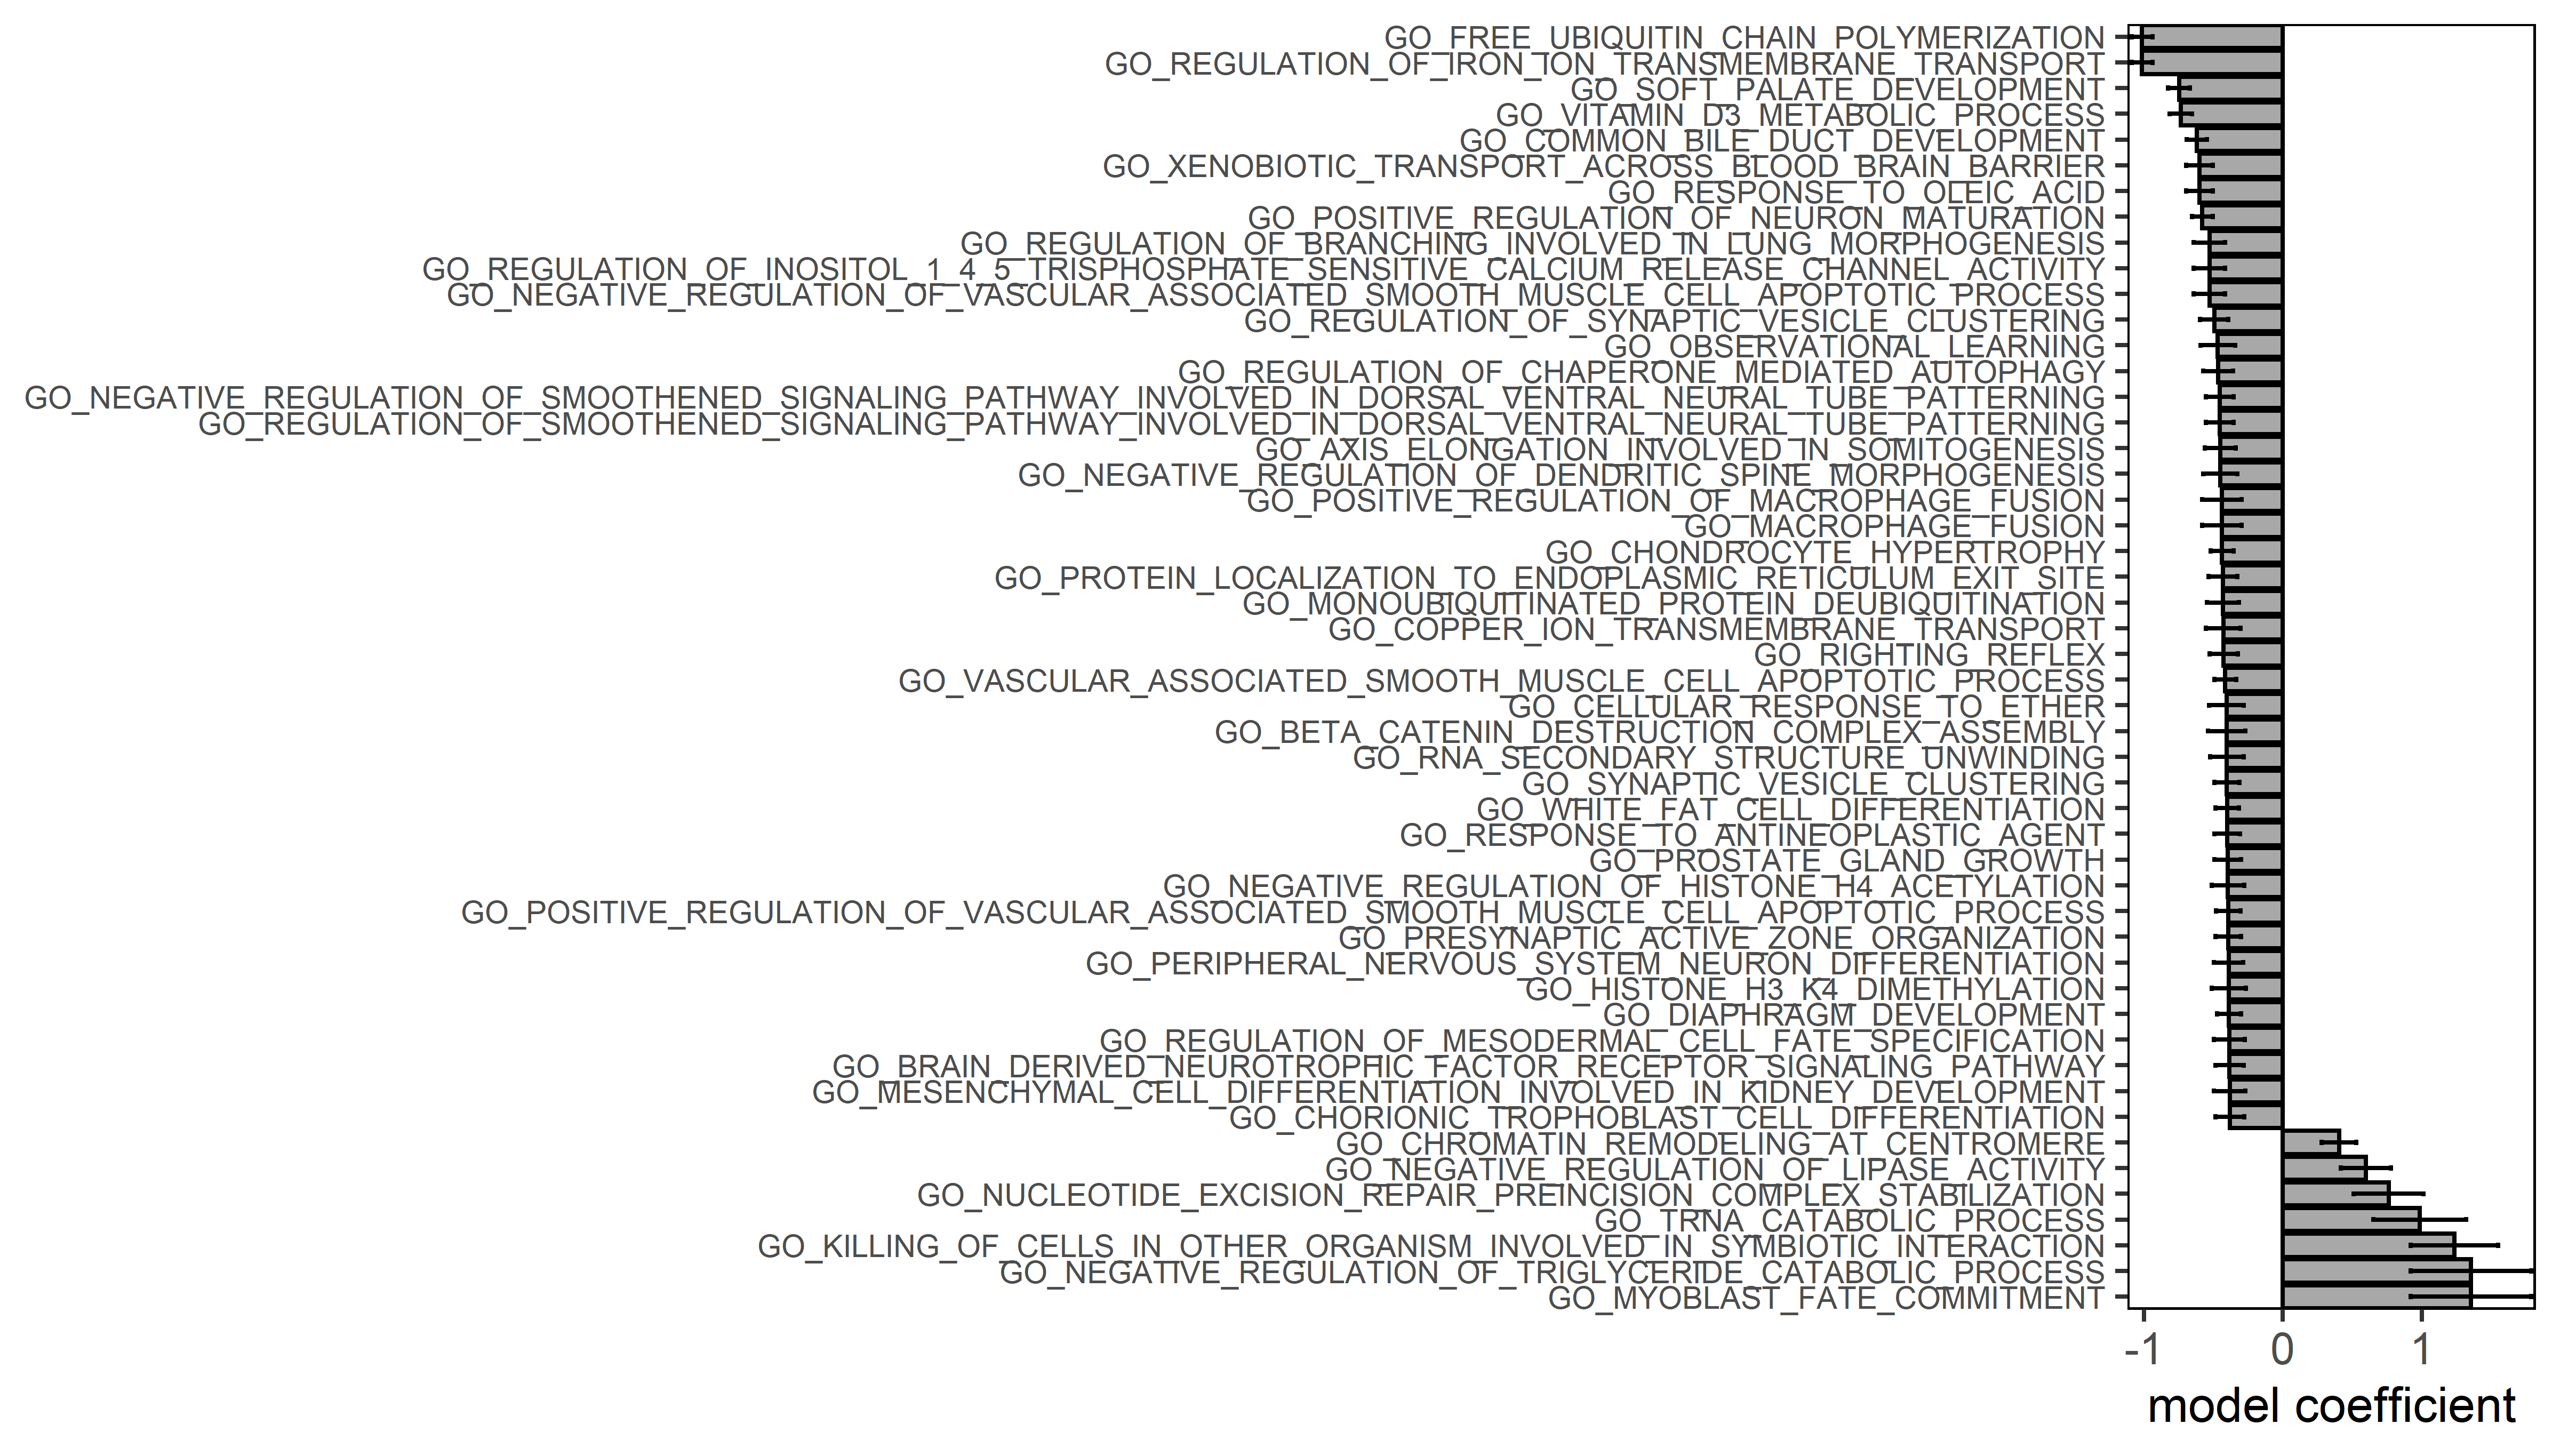 GO_FREE_UBIQUITIN_CHAIN_POLYMERIZATION
GO_REGULATION_OF_IRON_ION_TRANSMEMBRANE_TRANSPORT
GO_SOFT_PALATE_DEVELOPMENT
GO_VITAMIN_D3_METABOLIC_PROCESS
GO_COMMON_BILE_DUCT_DEVELOPMENT
GO_XENOBIOTIC_TRANSPORT_ACROSS_BLOOD_BRAIN_BARRIER
GO_RESPONSE_TO_OLEIC_ACID
GO_POSITIVE_REGULATION_OF_NEURON_MATURATION
GO_REGULATION_OF_BRANCHING_INVOLVED_IN_LUNG_MORPHOGENESIS
GO_REGULATION_OF_INOSITOL_1_4_5_TRISPHOSPHATE_SENSITIVE_CALCIUM_RELEASE_CHANNEL_ACTIVITY
GO_NEGATIVE_REGULATION_OF_VASCULAR_ASSOCIATED_SMOOTH_MUSCLE_CELL_APOPTOTIC_PROCESS
GO_REGULATION_OF_SYNAPTIC_VESICLE_CLUSTERING
GO_OBSERVATIONAL_LEARNING
GO_REGULATION_OF_CHAPERONE_MEDIATED_AUTOPHAGY
GO_NEGATIVE_REGULATION_OF_SMOOTHENED_SIGNALING_PATHWAY_INVOLVED_IN_DORSAL_VENTRAL_NEURAL_TUBE_PATTERNING
GO_REGULATION_OF_SMOOTHENED_SIGNALING_PATHWAY_INVOLVED_IN_DORSAL_VENTRAL_NEURAL_TUBE_PATTERNING
GO_AXIS_ELONGATION_INVOLVED_IN_SOMITOGENESIS
GO_NEGATIVE_REGULATION_OF_DENDRITIC_SPINE_MORPHOGENESIS
GO_POSITIVE_REGULATION_OF_MACROPHAGE_FUSION
GO_MACROPHAGE_FUSION
GO_CHONDROCYTE_HYPERTROPHY
GO_PROTEIN_LOCALIZATION_TO_ENDOPLASMIC_RETICULUM_EXIT_SITE
GO_MONOUBIQUITINATED_PROTEIN_DEUBIQUITINATION
GO_COPPER_ION_TRANSMEMBRANE_TRANSPORT
GO_RIGHTING_REFLEX
GO_VASCULAR_ASSOCIATED_SMOOTH_MUSCLE_CELL_APOPTOTIC_PROCESS
GO_CELLULAR_RESPONSE_TO_ETHER
GO_BETA_CATENIN_DESTRUCTION_COMPLEX_ASSEMBLY
GO_RNA_SECONDARY_STRUCTURE_UNWINDING
GO_SYNAPTIC_VESICLE_CLUSTERING
GO_WHITE_FAT_CELL_DIFFERENTIATION
GO_RESPONSE_TO_ANTINEOPLASTIC_AGENT
GO_PROSTATE_GLAND_GROWTH
GO_NEGATIVE_REGULATION_OF_HISTONE_H4_ACETYLATION
GO_POSITIVE_REGULATION_OF_VASCULAR_ASSOCIATED_SMOOTH_MUSCLE_CELL_APOPTOTIC_PROCESS
GO_PRESYNAPTIC_ACTIVE_ZONE_ORGANIZATION
GO_PERIPHERAL_NERVOUS_SYSTEM_NEURON_DIFFERENTIATION
GO_HISTONE_H3_K4_DIMETHYLATION
GO_DIAPHRAGM_DEVELOPMENT
GO_REGULATION_OF_MESODERMAL_CELL_FATE_SPECIFICATION
GO_BRAIN_DERIVED_NEUROTROPHIC_FACTOR_RECEPTOR_SIGNALING_PATHWAY
GO_MESENCHYMAL_CELL_DIFFERENTIATION_INVOLVED_IN_KIDNEY_DEVELOPMENT
GO_CHORIONIC_TROPHOBLAST_CELL_DIFFERENTIATION
GO_CHROMATIN_REMODELING_AT_CENTROMERE
GO_NEGATIVE_REGULATION_OF_LIPASE_ACTIVITY
GO_NUCLEOTIDE_EXCISION_REPAIR_PREINCISION_COMPLEX_STABILIZATION
GO_TRNA_CATABOLIC_PROCESS
GO_KILLING_OF_CELLS_IN_OTHER_ORGANISM_INVOLVED_IN_SYMBIOTIC_INTERACTION
GO_NEGATIVE_REGULATION_OF_TRIGLYCERIDE_CATABOLIC_PROCESS
GO_MYOBLAST_FATE_COMMITMENT
-1 0 1
model coefficient